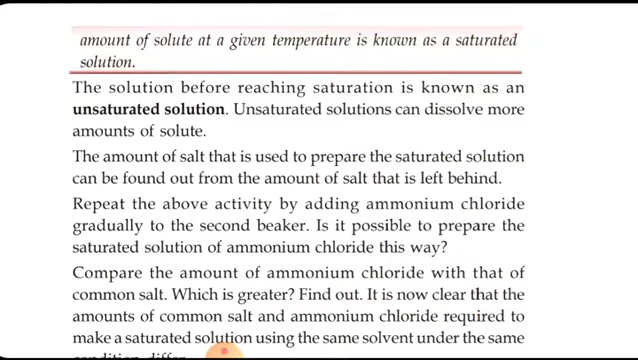 amount of solute at a given temperature is known as a saturated
solution.
The solution before reaching saturation is known as an
unsaturated solution. Unsaturated solutions can dissolve more
amounts of solute.
The amount of salt that is used to prepare the saturated solution
can be found out from the amount of salt that is left behind.
Repeat the above activity by adding ammonium chloride
gradually to the second beaker. Is it possible to prepare the
saturated solution of ammonium chloride this way?
Compare the amount of ammonium chloride with that of
common salt. Which is greater? Find out. It is now clear that the
amounts of common salt and ammonium chloride required to
make a saturated solution using the same solvent under the same